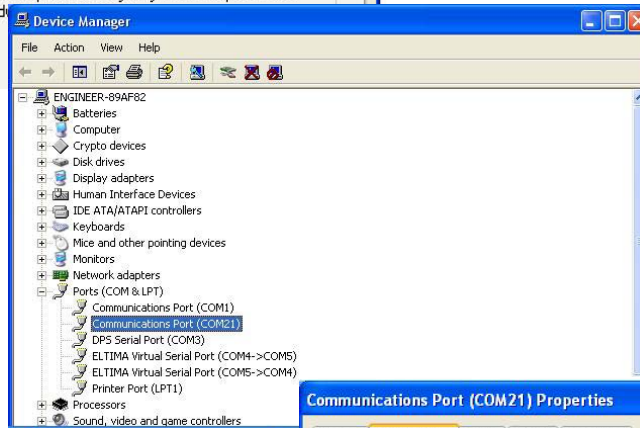 Device Manager
File Action View Help
ENGINEER-89AF82
Batteries
Computer
Crypto devices
Disk drives
Display adapters
Human Interface Devices
IDE ATA/ATAPI controllers
Keyboards
Mice and other pointing devices
Monitors
Network adapters
Ports (COM & LPT)
Communications Port (COM1)
Communications Port (COM21)
DPS Serial Port (COM3)
ELTIMA Virtual Serial Port (COM4->COM5)
ELTIMA Virtual Serial Port (COM5->COM4)
Printer Port (LPT1)
Processors
Sound, video and game controllers
Communications Port (COM21) Properties